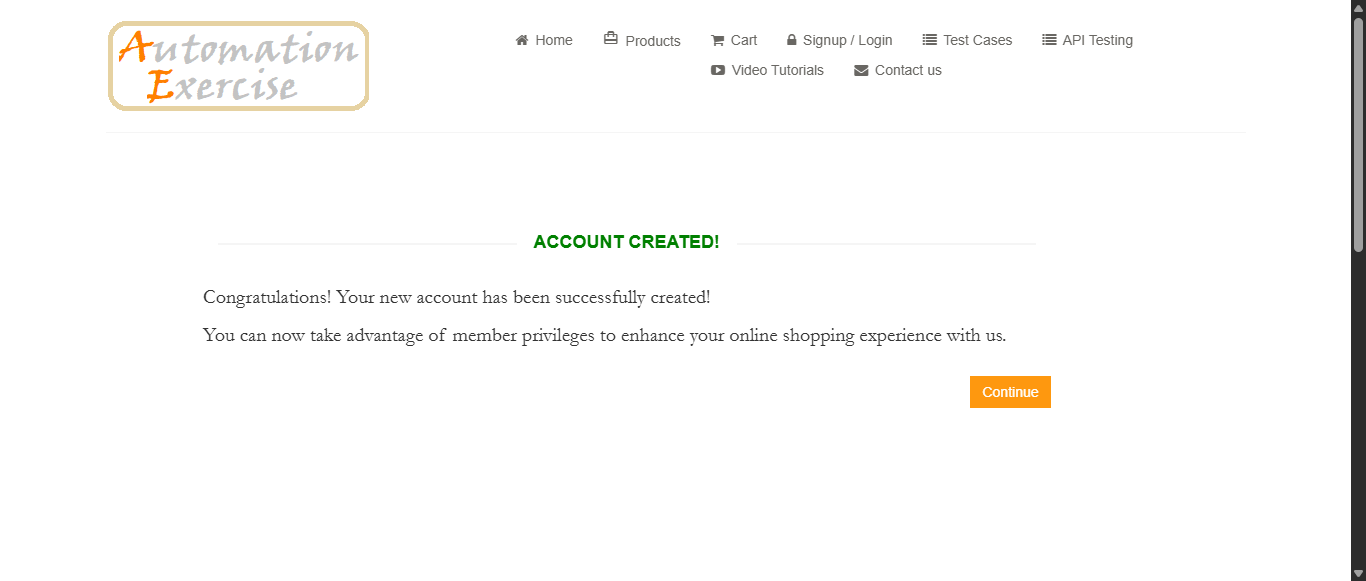 Automation
Exercise
Home Products Cart Signup / Login Test Cases API Testing
Video Tutorials Contact us
ACCOUNT CREATED!
Congratulations! Your new account has been successfully created!
You can now take advantage of member privileges to enhance your online shopping experience with us.
Continue